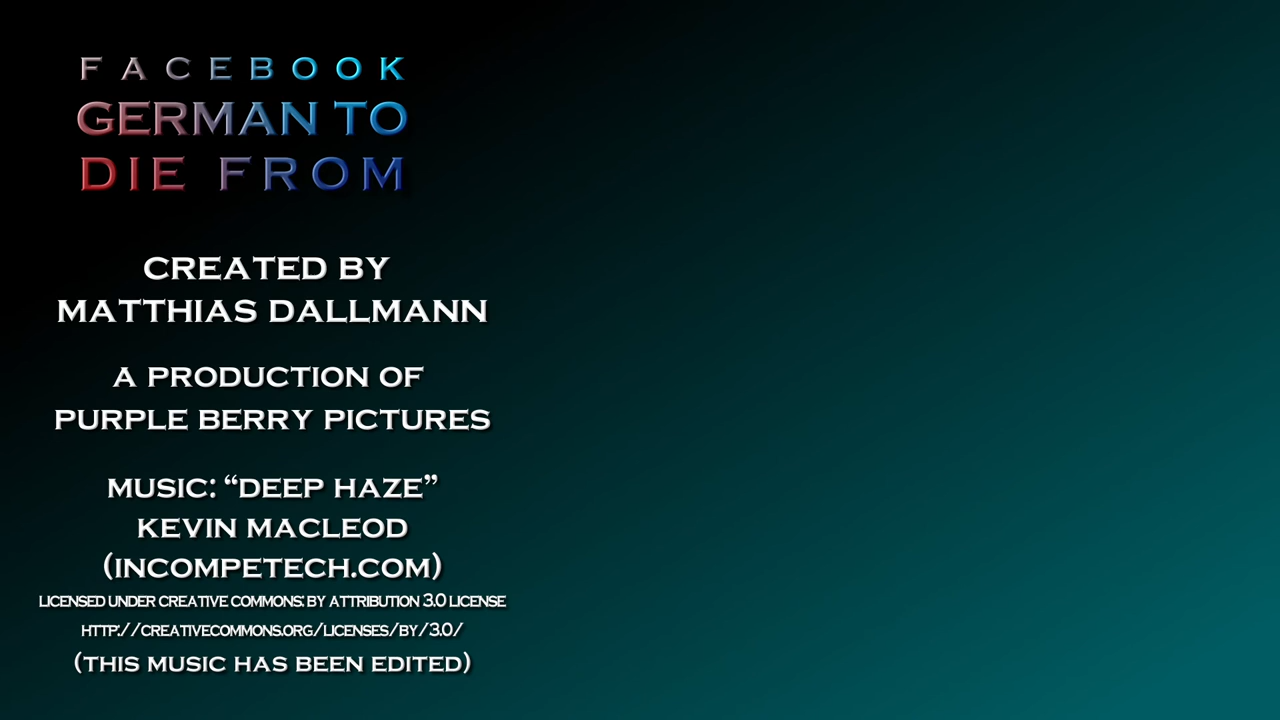 FACEBOOK
GERMAN TO
DIE FROM
CREATED BY
MATTHIAS DALLMANN
A PRODUCTION OF
PURPLE BERRY PICTURES
MUSIC: “DEEP HAZE”
KEVIN MACLEOD
(INCOMPETECH.COM)
LICENSED UNDER CREATIVE COMMONS: BY ATTRIBUTION 3.0 LICENSE
HTTP://CREATIVECOMMONS.ORG/LICENSES/BY/3.0/
(THIS MUSIC HAS BEEN EDITED)